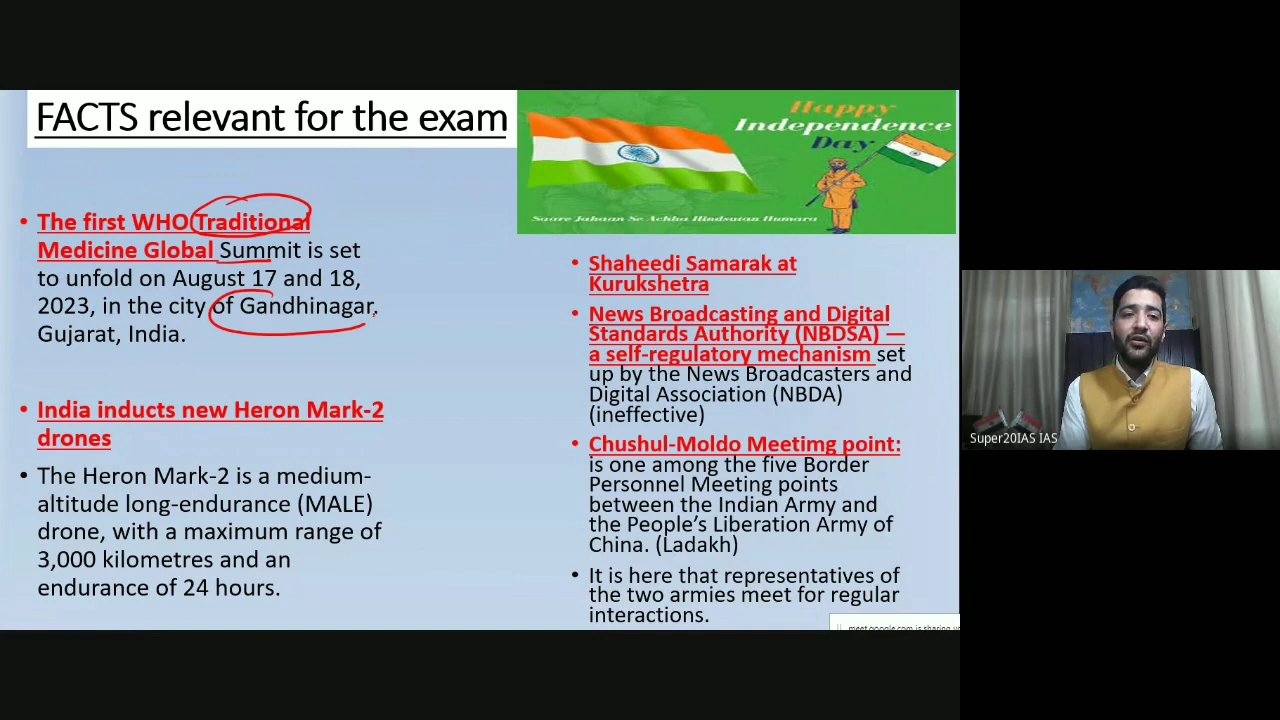 FACTS relevant for the exam
Happy
Independence
Day
Saare Jahaan Se Achha Hindsutan Humara
• The first WHO Traditional
Medicine Global Summit is set
to unfold on August 17 and 18,
2023, in the city of Gandhinagar,
Gujarat, India.
• India inducts new Heron Mark-2
drones
• The Heron Mark-2 is a medium-
altitude long-endurance (MALE)
drone, with a maximum range of
3,000 kilometres and an
endurance of 24 hours.
• Shaheedi Samarak at
Kurukshetra
• News Broadcasting and Digital
Standards Authority (NBDSA) —
a self-regulatory mechanism set
up by the News Broadcasters and
Digital Association (NBDA)
(ineffective)
• Chushul-Moldo Meetimg point:
is one among the five Border
Personnel Meeting points
between the Indian Army and
the People's Liberation Army of
China. (Ladakh)
• It is here that representatives of
the two armies meet for regular
interactions.
meet.google.com is sharing
Super20IAS IAS